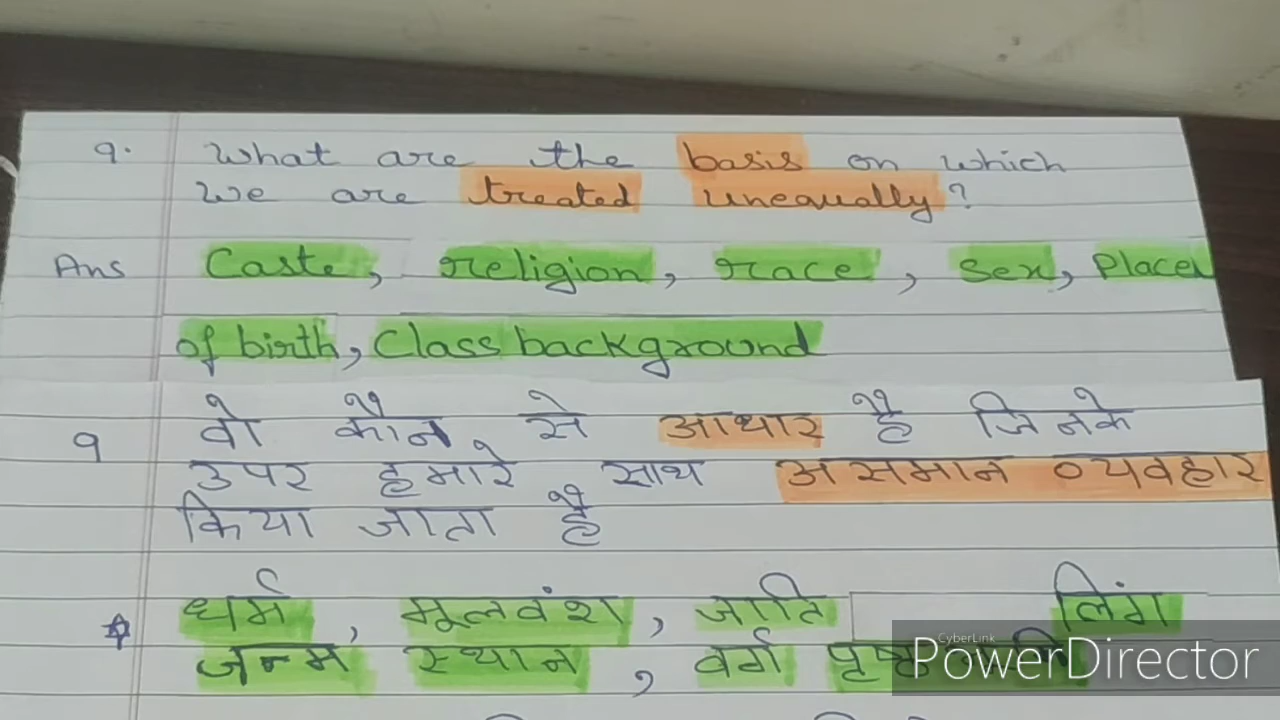 9. What are the basis on which
we are treated unequally?
Ans Caste, religion, race, Sex, Place
of birth, Class background
9 वो कौन से आधार है जिनके
उपर हमारे साथ असमान व्यवहार
किया जाता है
धर्म, मूलवंश, जाति लिंग
जन्म स्थान, वर्ग
CyberLink
PowerDirector